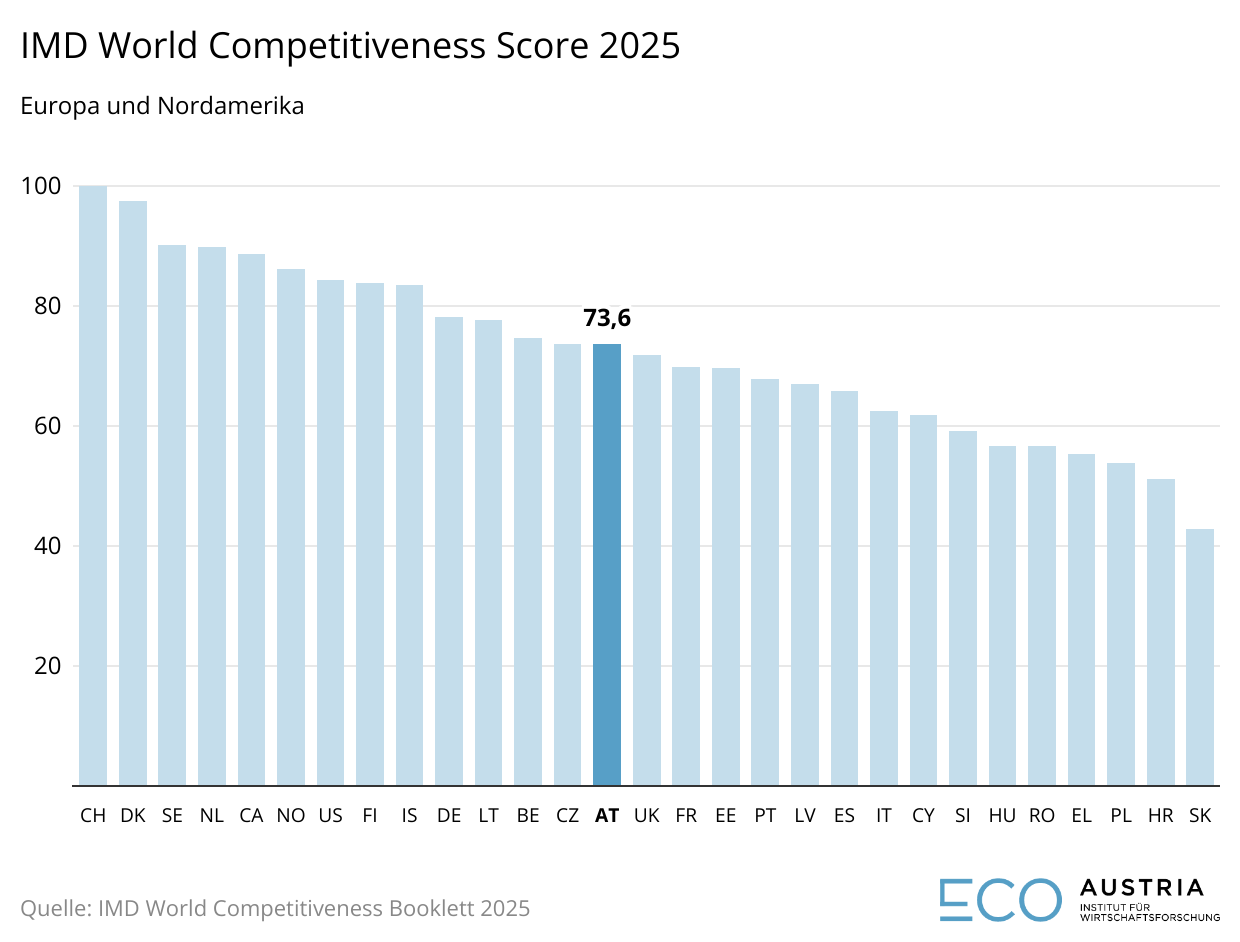 IMD World Competitiveness Score 2025
Europa und Nordamerika
100
80
73,6
60
40
20
CH DK SE NL CA NO US FI IS DE LT BE CZ AT UK FR EE PT LV ES IT CY SI HU RO EL PL HR SK
Quelle: IMD World Competitiveness Booklett 2025
ECO AUSTRIA
INSTITUT FÜR
WIRTSCHAFTSFORSCHUNG